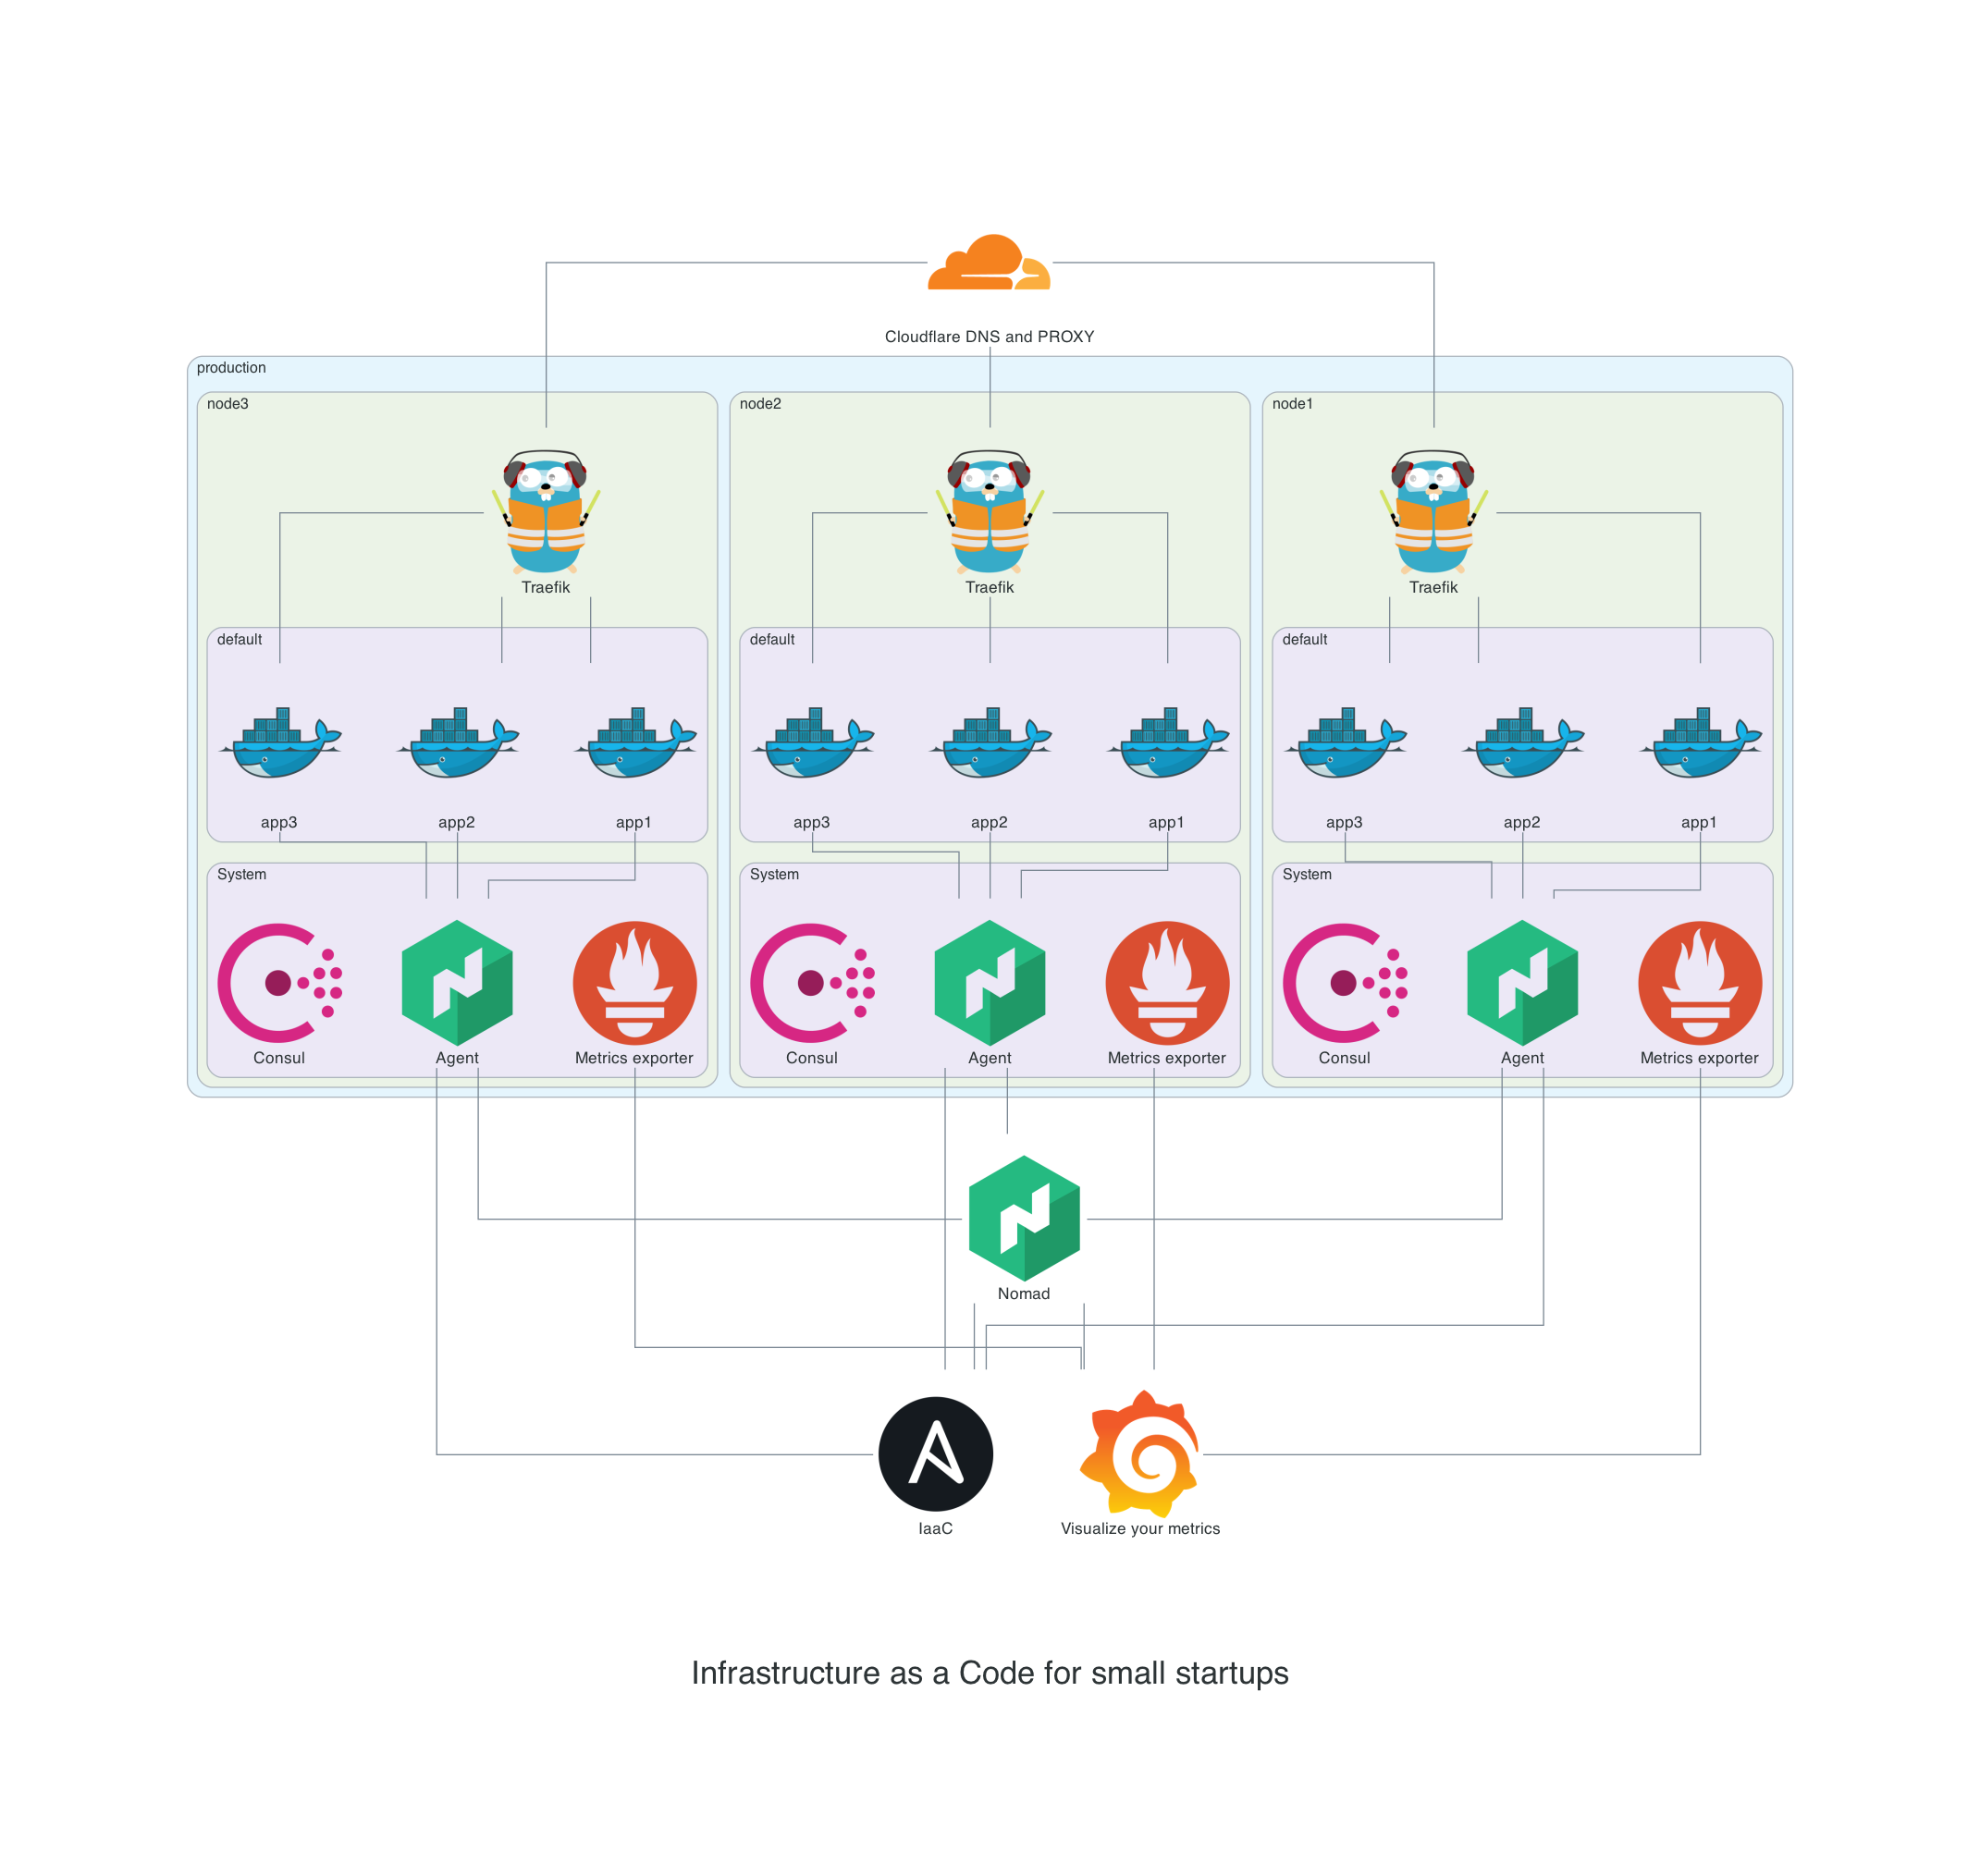 Cloudflare DNS and PROXY
production
node3
node2
node1
Traefik
Traefik
Traefik
default
default
default
app3
app2
app1
app3
app2
app1
app3
app2
app1
System
System
System
Consul
Agent
Metrics exporter
Consul
Agent
Metrics exporter
Consul
Agent
Metrics exporter
Nomad
IaaC
Visualize your metrics
Infrastructure as a Code for small startups